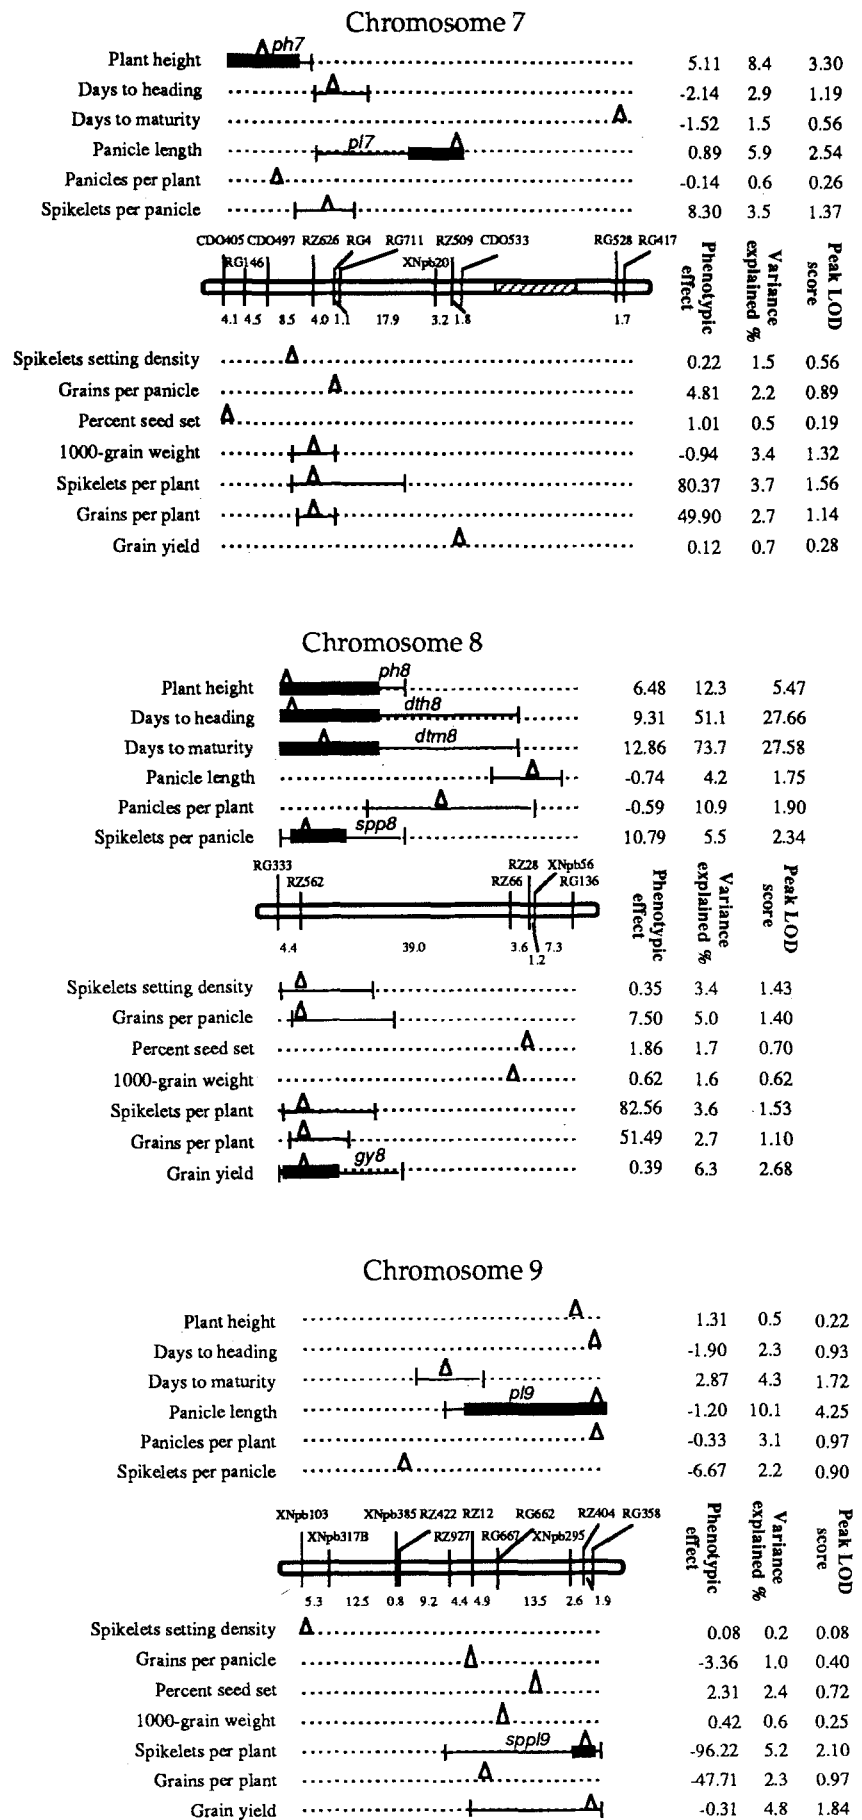 Chromosome 7
ph7
Plant height 5.11 8.4 3.30
Days to heading -2.14 2.9 1.19
Days to maturity -1.52 1.5 0.56
Panicle length pl7 0.89 5.9 2.54
Panicles per plant -0.14 0.6 0.26
Spikelets per panicle 8.30 3.5 1.37
CDO405 CDO497 RZ626 RG4 RG711 RZ509 CDO533 RG528 RG417
RG146 XNpb20
Phenotypic effect Variance explained % Peak LOD score
4.1 4.5 8.5 4.0 1.1 17.9 3.2 1.8 1.7
Spikelets setting density 0.22 1.5 0.56
Grains per panicle 4.81 2.2 0.89
Percent seed set 1.01 0.5 0.19
1000-grain weight -0.94 3.4 1.32
Spikelets per plant 80.37 3.7 1.56
Grains per plant 49.90 2.7 1.14
Grain yield 0.12 0.7 0.28
Chromosome 8
ph8
Plant height 6.48 12.3 5.47
Days to heading dth8 9.31 51.1 27.66
Days to maturity dtm8 12.86 73.7 27.58
Panicle length -0.74 4.2 1.75
Panicles per plant -0.59 10.9 1.90
Spikelets per panicle spp8 10.79 5.5 2.34
RG333 RZ28 XNpb56
RZ562 RZ66 RG136
Phenotypic effect Variance explained % Peak LOD score
4.4 39.0 3.6 7.3
1.2
Spikelets setting density 0.35 3.4 1.43
Grains per panicle 7.50 5.0 1.40
Percent seed set 1.86 1.7 0.70
1000-grain weight 0.62 1.6 0.62
Spikelets per plant 82.56 3.6 1.53
Grains per plant 51.49 2.7 1.10
Grain yield gy8 0.39 6.3 2.68
Chromosome 9
Plant height 1.31 0.5 0.22
Days to heading -1.90 2.3 0.93
Days to maturity 2.87 4.3 1.72
Panicle length pl9 -1.20 10.1 4.25
Panicles per plant -0.33 3.1 0.97
Spikelets per panicle -6.67 2.2 0.90
XNpb103 XNpb385 RZ422 RZ12 RG662 RZ404 RG358
XNpb317B RZ927 RG667 XNpb295
Phenotypic effect Variance explained % Peak LOD score
5.3 12.5 0.8 9.2 4.4 4.9 13.5 2.6 1.9
Spikelets setting density 0.08 0.2 0.08
Grains per panicle -3.36 1.0 0.40
Percent seed set 2.31 2.4 0.72
1000-grain weight 0.42 0.6 0.25
Spikelets per plant sppl9 -96.22 5.2 2.10
Grains per plant -47.71 2.3 0.97
Grain yield -0.31 4.8 1.84